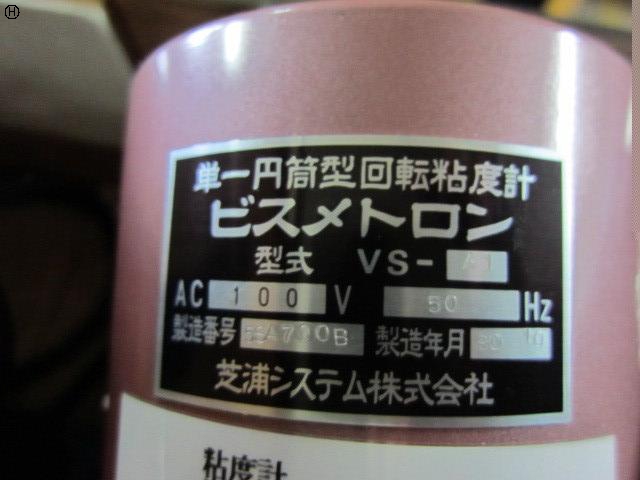 H
単一円筒型回転粘度計
ビスメトロン
型式 VS- A1
AC 100 V 50 Hz
製造番号 製造年月
芝浦システム株式会社
粘度計